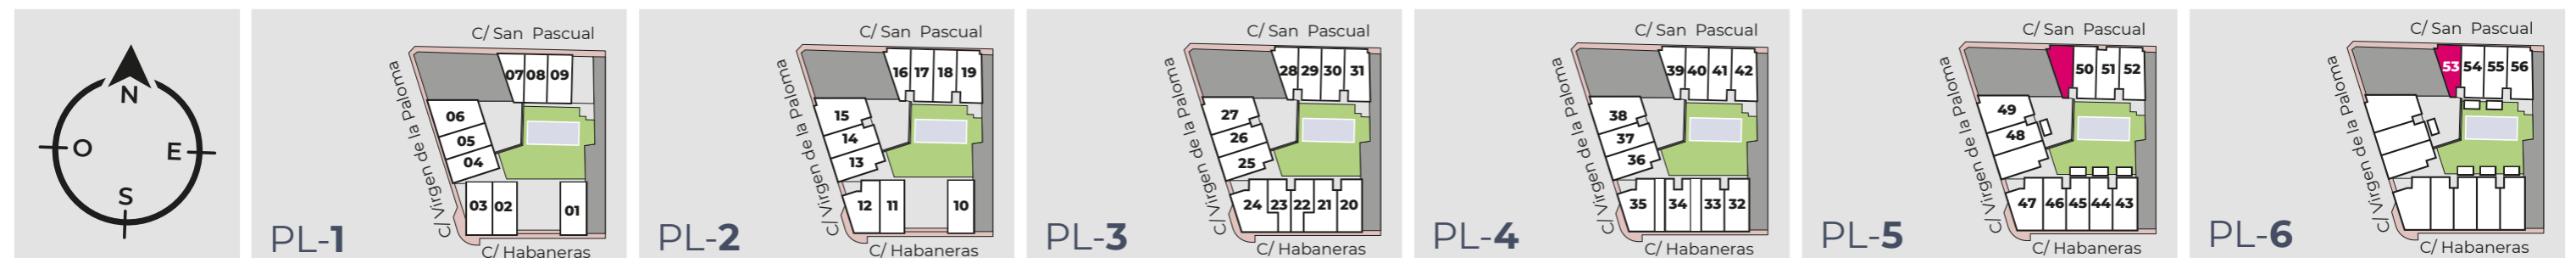 N
O
E
S
C/ San Pascual
C/ Virgen de la Paloma
07 08 09
06
05
04
03 02
01
C/ Habaneras
PL-1
C/ San Pascual
C/ Virgen de la Paloma
16 17 18 19
15
14
13
12 11
10
C/ Habaneras
PL-2
C/ San Pascual
C/ Virgen de la Paloma
28 29 30 31
27
26
25
24 23 22 21 20
C/ Habaneras
PL-3
C/ San Pascual
C/ Virgen de la Paloma
39 40 41 42
38
37
36
35 34 33 32
C/ Habaneras
PL-4
C/ San Pascual
C/ Virgen de la Paloma
50 51 52
49
48
47 46 45 44 43
C/ Habaneras
PL-5
C/ San Pascual
C/ Virgen de la Paloma
53 54 55 56
C/ Habaneras
PL-6